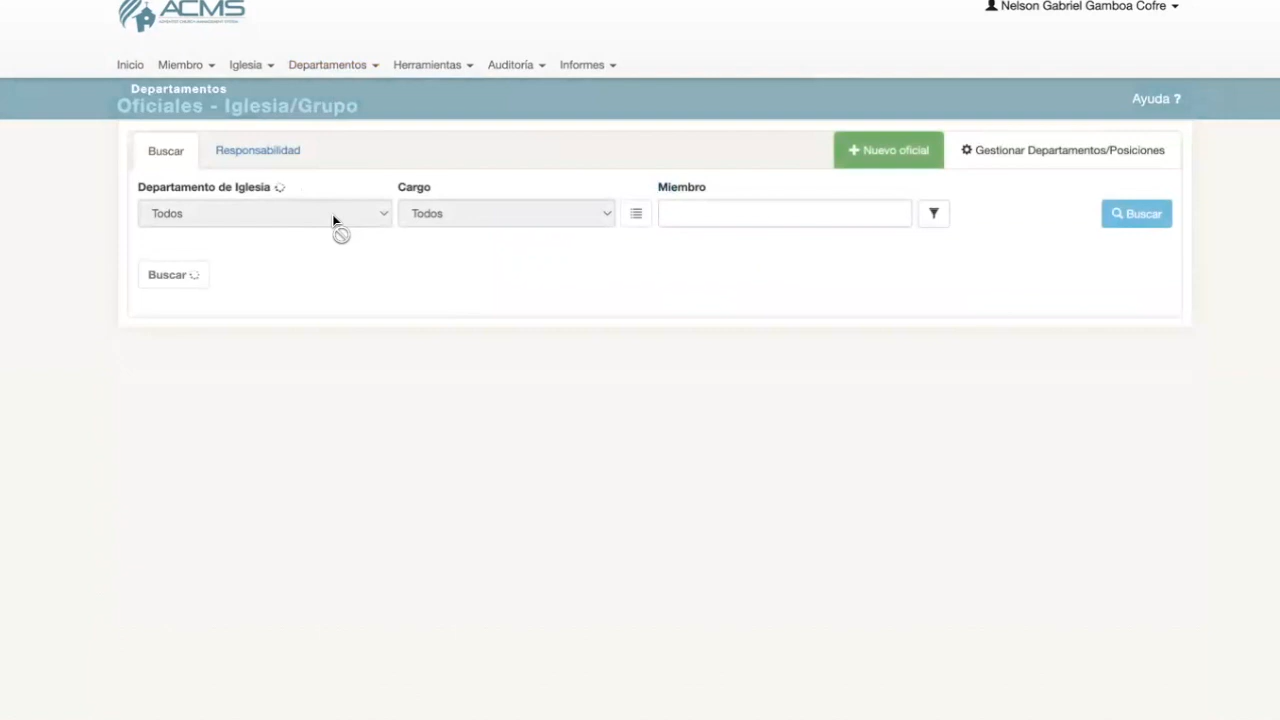 ACMS
Nelson Gabriel Gamboa Cofre
Inicio Miembro Iglesia Departamentos Herramientas Auditoría Informes
Departamentos
Oficiales - Iglesia/Grupo
Ayuda ?
Buscar Responsabilidad + Nuevo oficial Gestionar Departamentos/Posiciones
Departamento de Iglesia Cargo Miembro
Todos Todos Buscar
Buscar